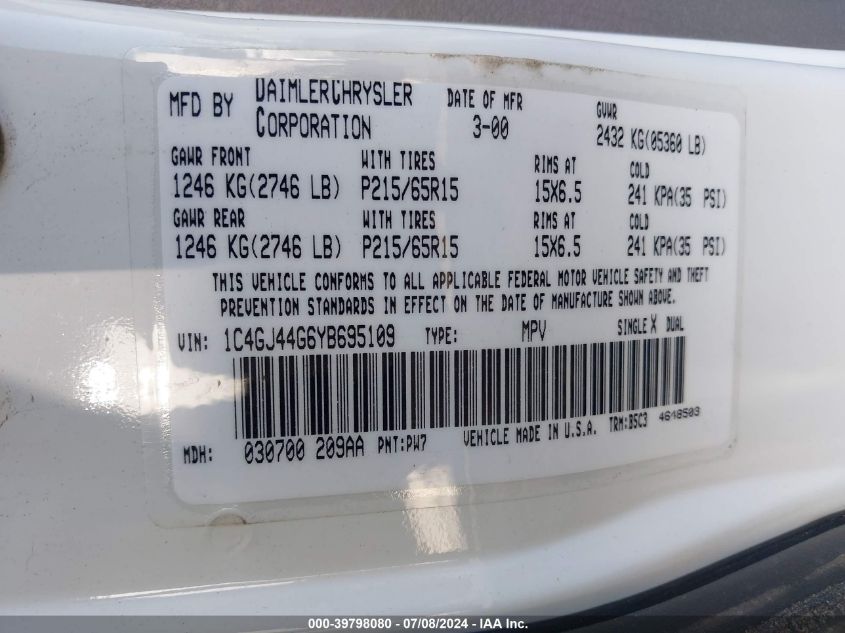 MFD BY DAIMLERCHRYSLER CORPORATION DATE OF MFR 3-00 GVWR 2432 KG(05360 LB)
GAWR FRONT WITH TIRES RIMS AT COLD
1246 KG(2746 LB) P215/65R15 15X6.5 241 KPA(35 PSI)
GAWR REAR WITH TIRES RIMS AT COLD
1246 KG(2746 LB) P215/65R15 15X6.5 241 KPA(35 PSI)
THIS VEHICLE CONFORMS TO ALL APPLICABLE FEDERAL MOTOR VEHICLE SAFETY AND THEFT
PREVENTION STANDARDS IN EFFECT ON THE DATE OF MANUFACTURE SHOWN ABOVE.
VIN: 1C4GJ44G6YB695109 TYPE: MPV SINGLE X DUAL
MDH: 030700 209AA PNT:PW7 VEHICLE MADE IN U.S.A. TRM:B5C3 4648503
000-39798080 - 07/08/2024 - IAAI.com